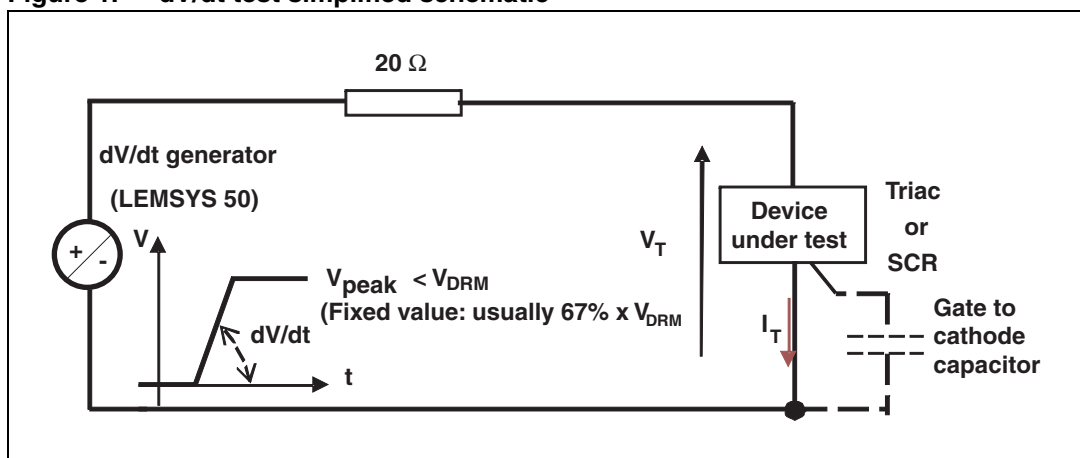 20 Ω
dV/dt generator
(LEMSYS 50)
+
-
V
V_peak < V_DRM
(Fixed value: usually 67% x V_DRM
dV/dt
t
V_T
Device
under test
Triac
or
SCR
I_T
Gate to
cathode
capacitor